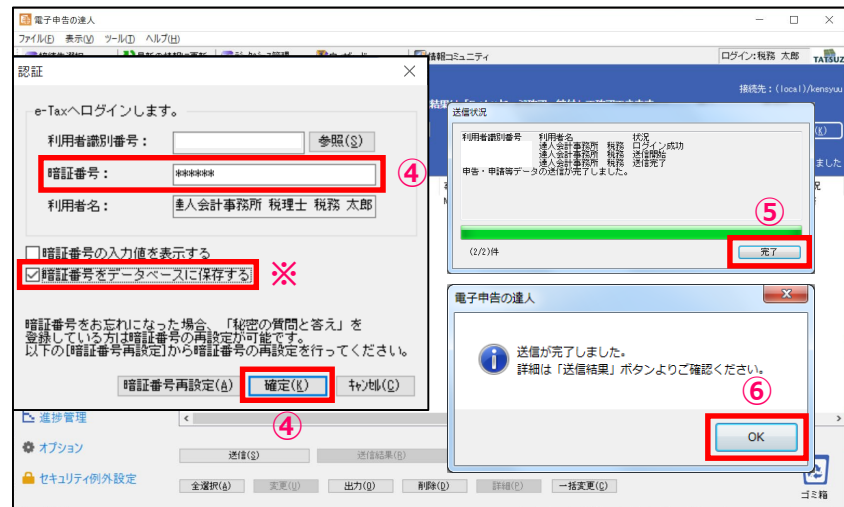 電子申告の達人
ファイル(F) 表示(V) ツール(T) ヘルプ(H)
情報コミュニティ
ログイン:税務 太郎
TATSUZ
接続先:(local)/kensyuu
認証
e-Taxへログインします。
利用者識別番号:
参照(S)
暗証番号:
******
④
利用者名:
達人会計事務所 税理士 税務 太郎
暗証番号の入力値を表示する
暗証番号をデータベースに保存する
※
暗証番号をお忘れになった場合、「秘密の質問と答え」を
登録している方は暗証番号の再設定が可能です。
以下の[暗証番号再設定]から暗証番号の再設定を行ってください。
暗証番号再設定(A) 確定(K) キャンセル(C)
④
送信状況
利用者識別番号 利用者名 状況
達人会計事務所 税務 ログイン成功
達人会計事務所 税務 送信開始
達人会計事務所 税務 送信完了
申告・申請等データの送信が完了しました。
⑤
(2/2)件
完了
(K)
ました
電子申告の達人
送信が完了しました。
詳細は「送信結果」ボタンよりご確認ください。
⑥
OK
進捗管理
オプション
セキュリティ例外設定
送信(S) 送信結果(R)
全選択(A) 変更(U) 出力(O) 削除(D) 詳細(P) 一括変更(C)
ゴミ箱